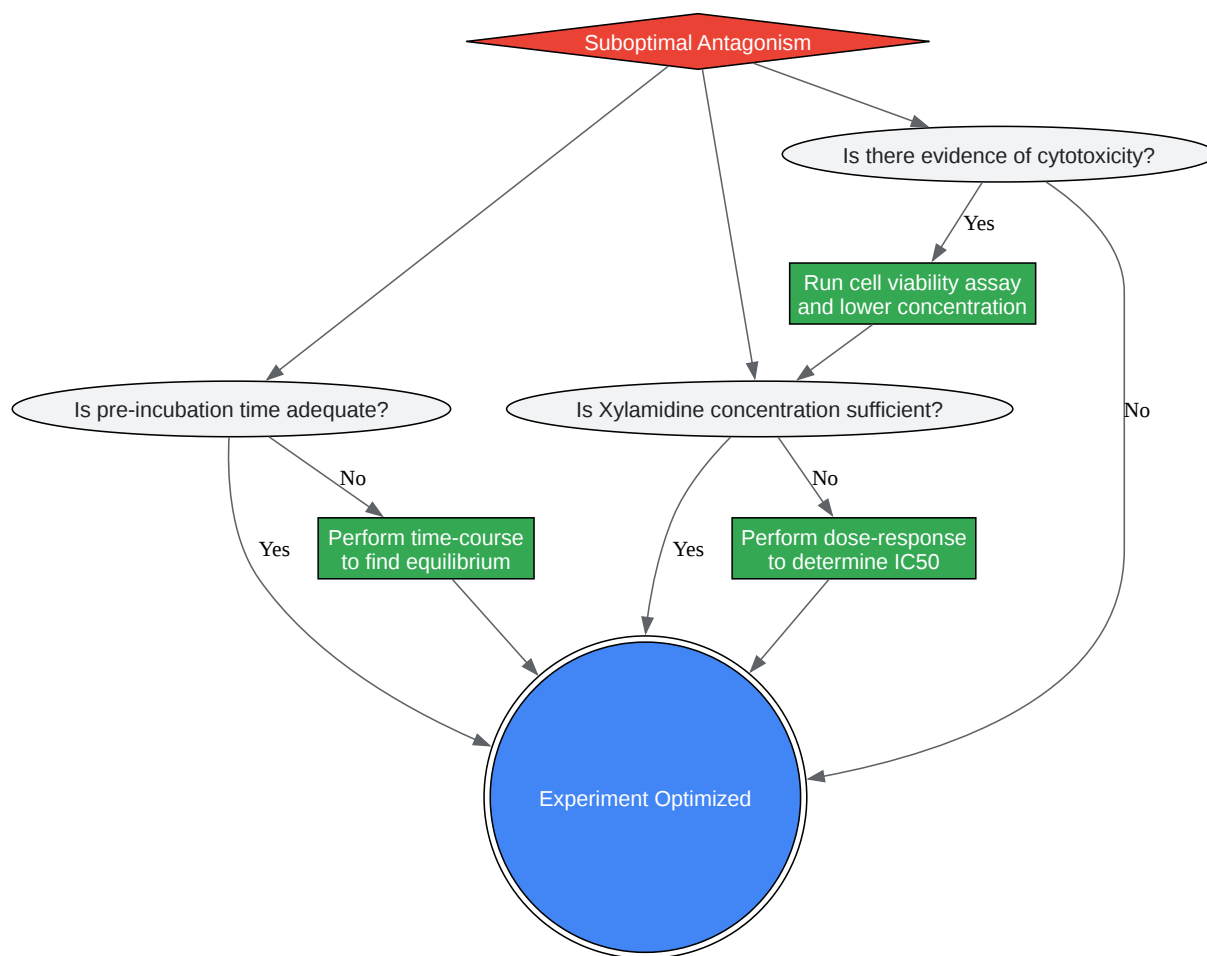 Suboptimal Antagonism
Is there evidence of cytotoxicity?
Yes
Run cell viability assay
and lower concentration
Is pre-incubation time adequate?
Is Xylamidine concentration sufficient?
No
No
No
Perform time-course
to find equilibrium
Perform dose-response
to determine IC50
Yes
Yes
Experiment Optimized